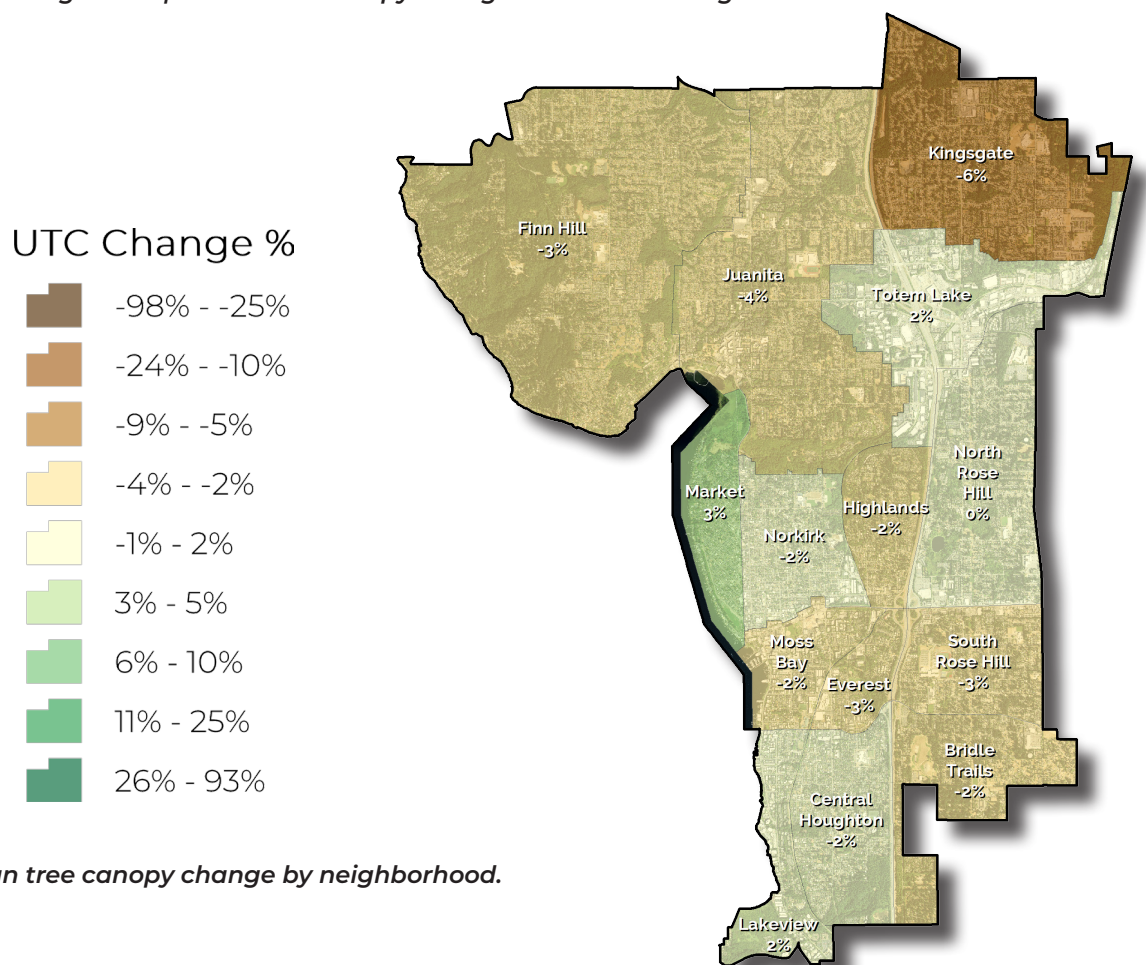 UTC Change %
-98% - -25%
-24% - -10%
-9% - -5%
-4% - -2%
-1% - 2%
3% - 5%
6% - 10%
11% - 25%
26% - 93%
Kingsgate
-6%
Finn Hill
-3%
Juanita
-4%
Totem Lake
2%
North
Rose
Hill
0%
Market
3%
Highlands
-2%
Norkirk
-2%
Moss
Bay
-2%
South
Rose Hill
-3%
Everest
-3%
Bridle
Trails
-2%
Central
Houghton
-2%
Lakeview
2%
tree canopy change by neighborhood.